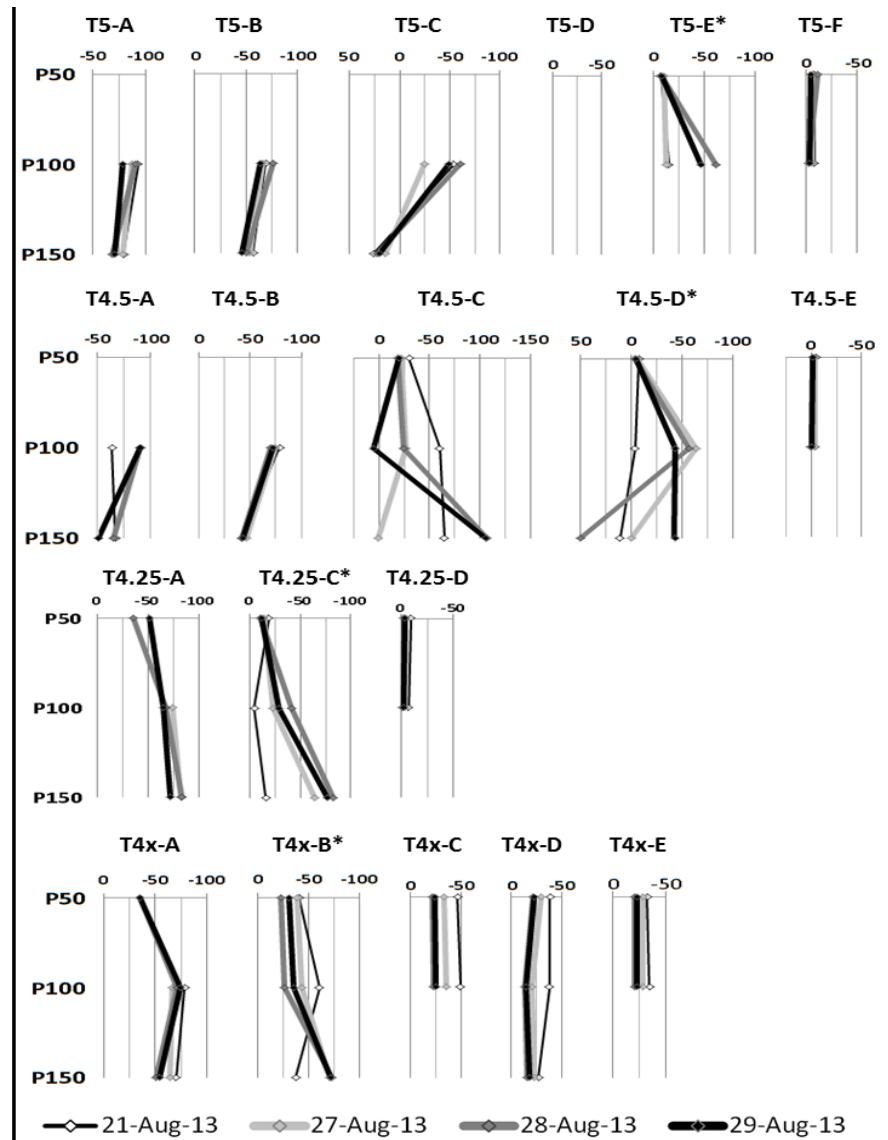 T5-A T5-B T5-C T5-D T5-E* T5-F
-50 -100 0 -50 -100 50 0 -50 -100 0 -50 0 -50 -100 0 -50
P50
P100
P150
T4.5-A T4.5-B T4.5-C T4.5-D* T4.5-E
-50 -100 0 -50 -100 0 -50 -100 -150 50 0 -50 -100 0 -50
P50
P100
P150
T4.25-A T4.25-C* T4.25-D
0 -50 -100 0 -50 -100 0 -50
P50
P100
P150
T4x-A T4x-B* T4x-C T4x-D T4x-E
0 -50 -100 0 -50 -100 0 -50 0 -50 0 -50
P50
P100
P150
21-Aug-13 27-Aug-13 28-Aug-13 29-Aug-13